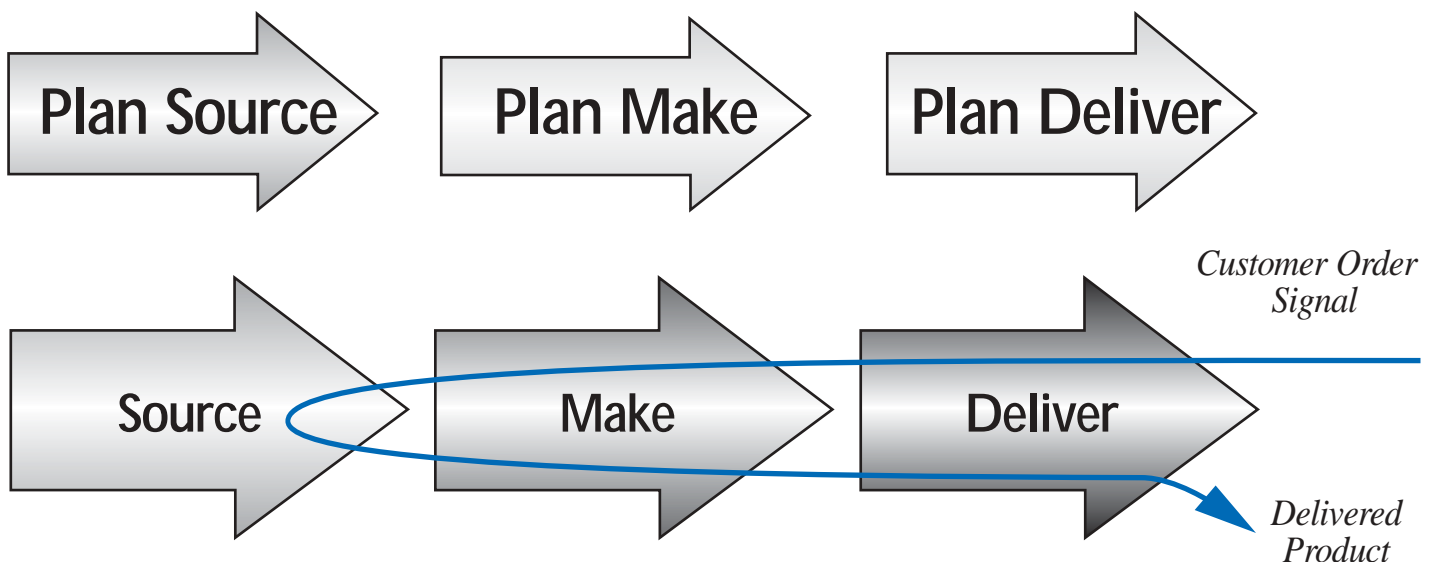 Plan Source
Plan Make
Plan Deliver
Customer Order
Signal
Source
Make
Deliver
Delivered
Product